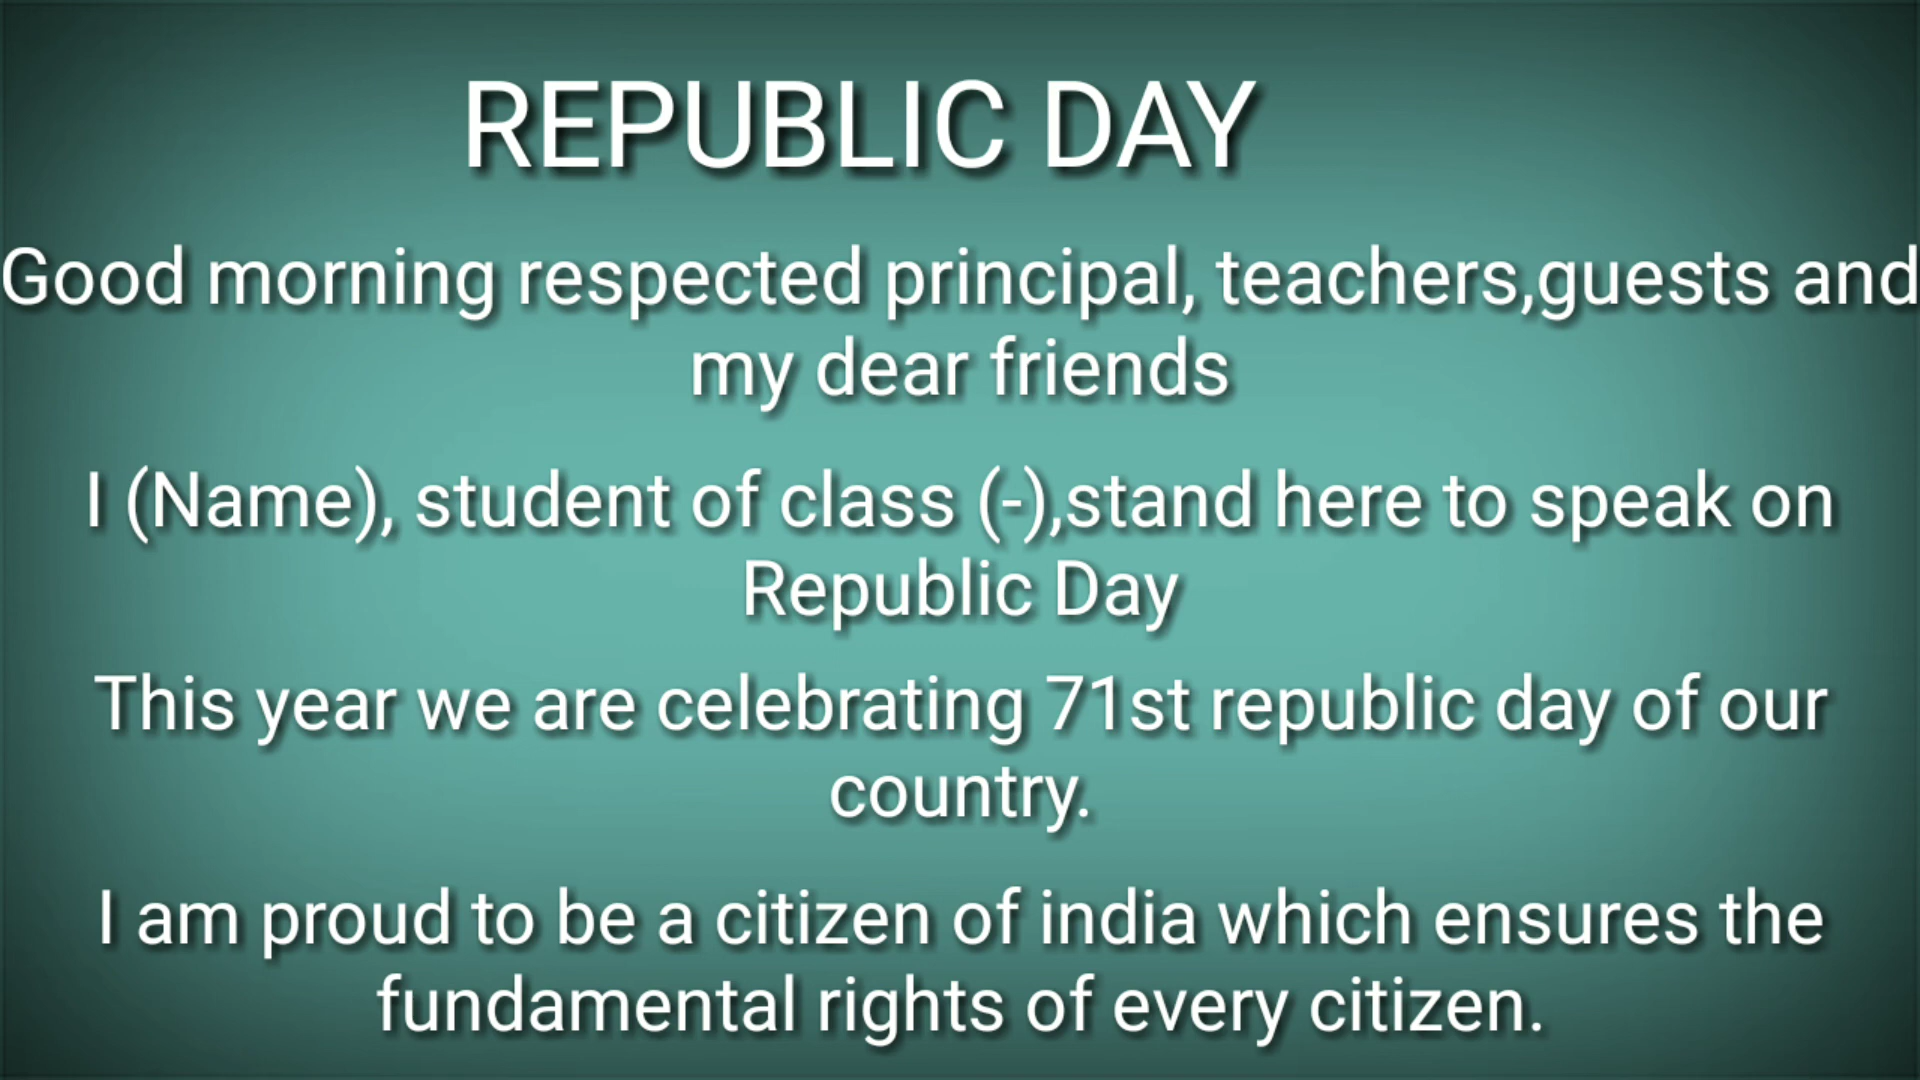 REPUBLIC DAY
Good morning respected principal, teachers,guests and
my dear friends
I (Name), student of class (-),stand here to speak on
Republic Day
This year we are celebrating 71st republic day of our
country.
I am proud to be a citizen of india which ensures the
fundamental rights of every citizen.